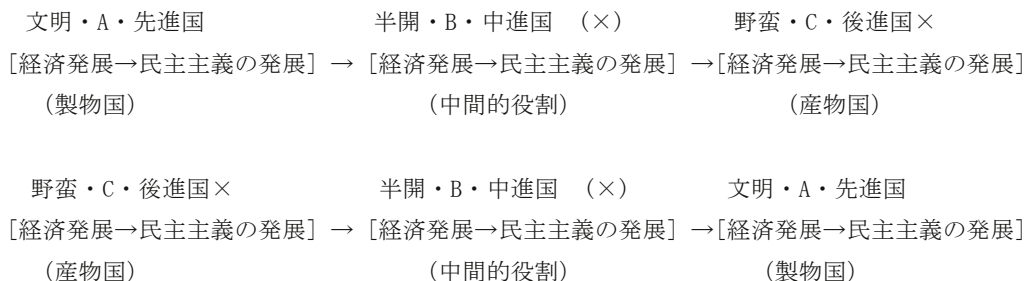 文明・A・先進国　半開・B・中進国　(×)　野蛮・C・後進国×
[経済発展→民主主義の発展] → [経済発展→民主主義の発展] →[経済発展→民主主義の発展]
(製物国)　(中間的役割)　(産物国)
野蛮・C・後進国×　半開・B・中進国　(×)　文明・A・先進国
[経済発展→民主主義の発展] → [経済発展→民主主義の発展] →[経済発展→民主主義の発展]
(産物国)　(中間的役割)　(製物国)